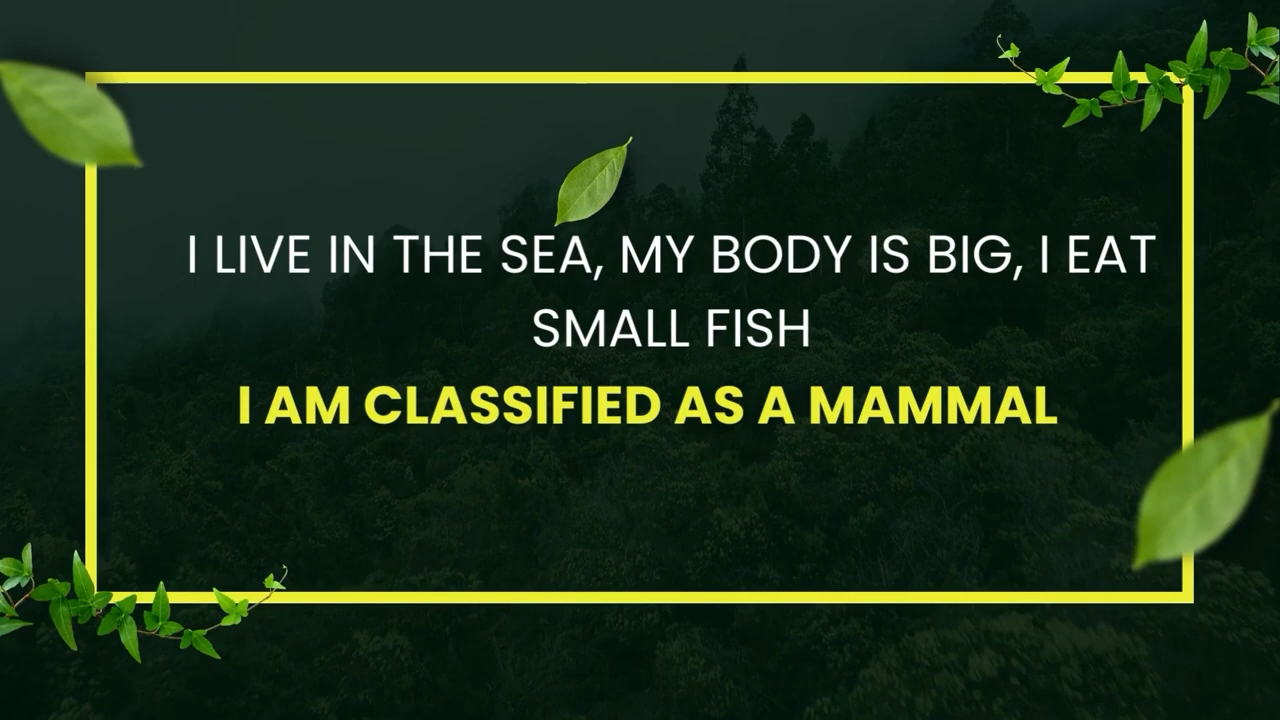 I LIVE IN THE SEA, MY BODY IS BIG, I EAT
SMALL FISH
I AM CLASSIFIED AS A MAMMAL